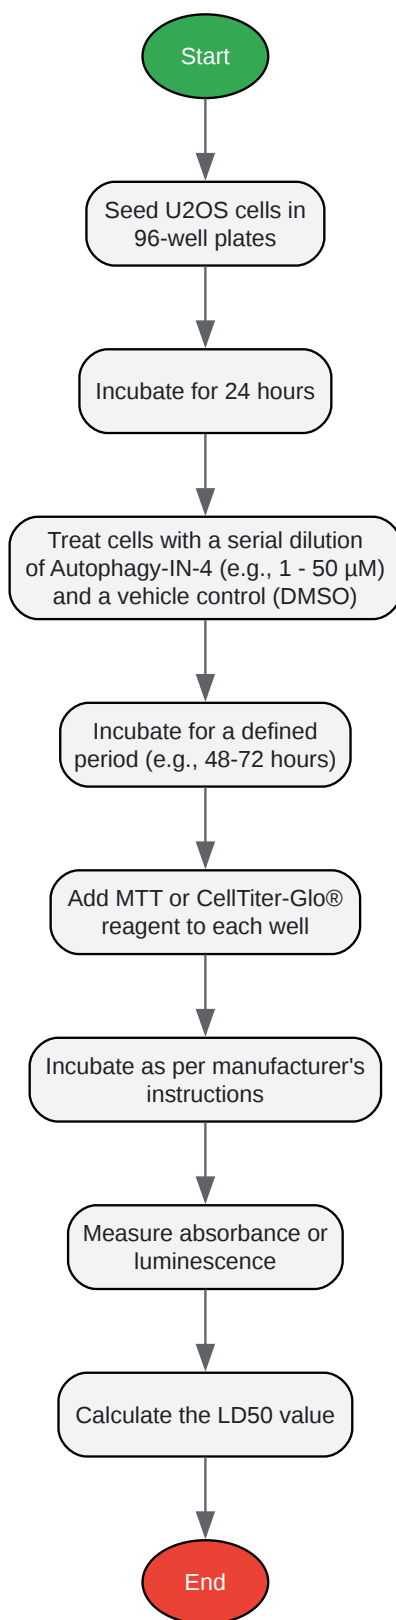 Start
Seed U2OS cells in
96-well plates
Incubate for 24 hours
Treat cells with a serial dilution
of Autophagy-IN-4 (e.g., 1 - 50 µM)
and a vehicle control (DMSO)
Incubate for a defined
period (e.g., 48-72 hours)
Add MTT or CellTiter-Glo®
reagent to each well
Incubate as per manufacturer's
instructions
Measure absorbance or
luminescence
Calculate the LD50 value
End